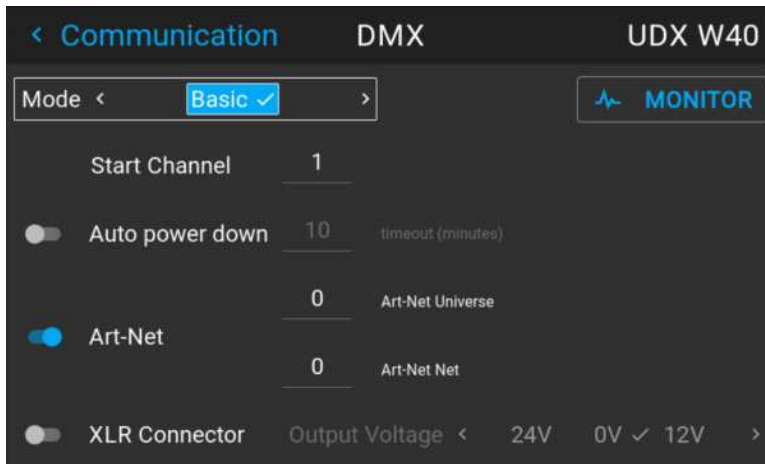 Communication DMX UDX W40
Mode Basic MONITOR
Start Channel 1
Auto power down 10 timeout (minutes)
0 Art-Net Universe
Art-Net
0 Art-Net Net
XLR Connector Output Voltage 24V 0V 12V